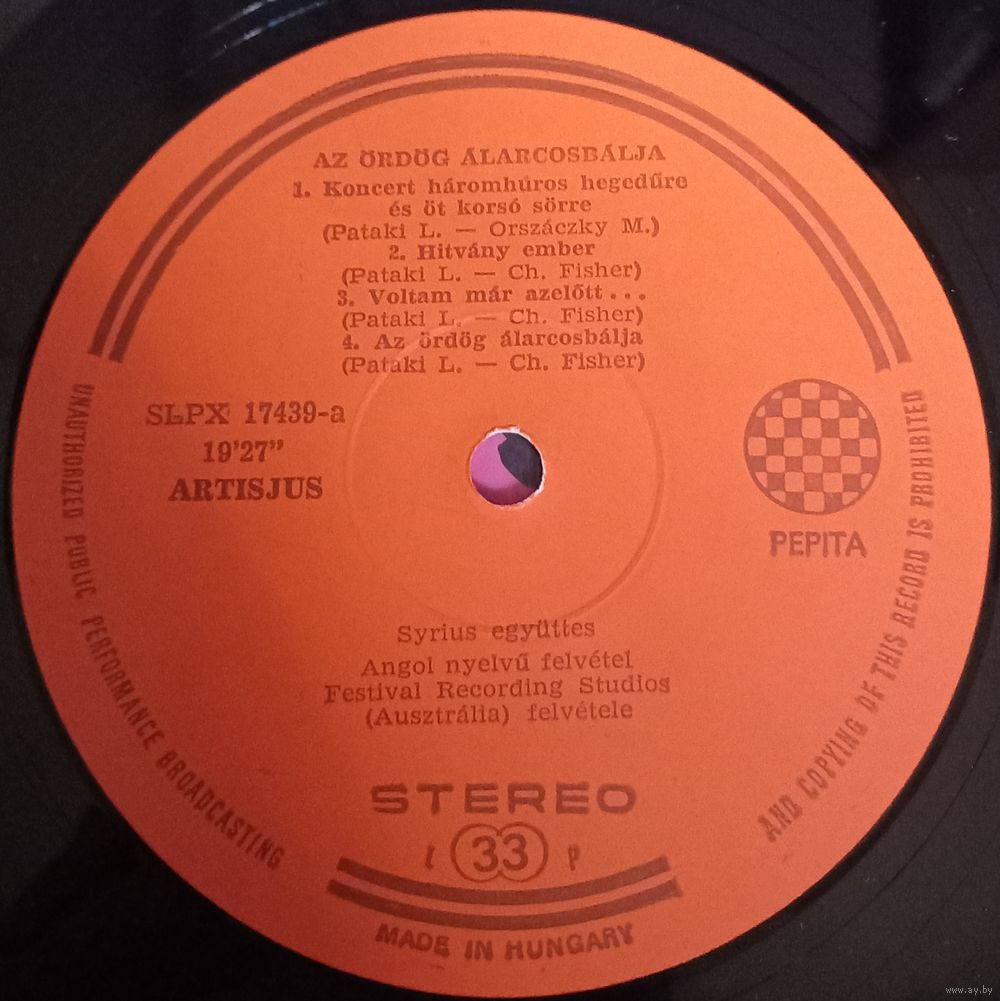 AZ ÖRDÖG ÁLARCOSBÁLJA
1. Koncert háromhúros hegedűre
és öt korsó sörre
(Pataki L. — Orszáczky M.)
2. Hitvány ember
(Pataki L. — Ch. Fisher)
3. Voltam már azelőtt...
(Pataki L. — Ch. Fisher)
4. Az ördög álarcosbálja
(Pataki L. — Ch. Fisher)
SLPX 17439-a
19'27"
ARTISJUS
PEPITA
Syrius együttes
Angol nyelvű felvétel
Festival Recording Studios
(Ausztrália) felvétele
STEREO
l 33 p
UNAUTHORIZED PUBLIC PERFORMANCE BROADCASTING
AND COPYING OF THIS RECORD IS PROHIBITED
MADE IN HUNGARY
www.ay.by